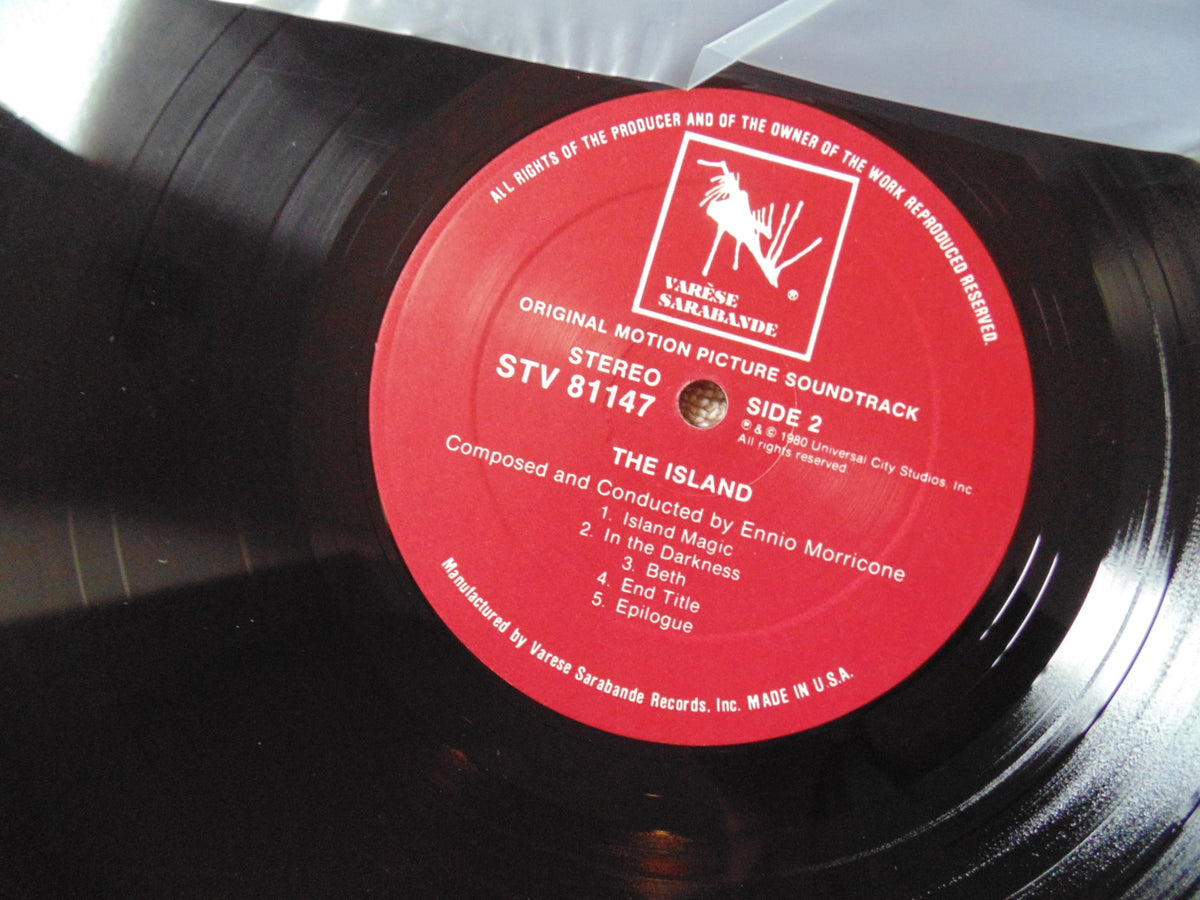 ALL RIGHTS OF THE PRODUCER AND OF THE OWNER OF THE WORK REPRODUCED RESERVED.
VARÈSE
SARABANDE
®
ORIGINAL MOTION PICTURE SOUNDTRACK
STEREO
STV 81147
SIDE 2
℗ & © 1980 Universal City Studios, Inc
All rights reserved
THE ISLAND
Composed and Conducted by Ennio Morricone
1. Island Magic
2. In the Darkness
3. Beth
4. End Title
5. Epilogue
Manufactured by Varese Sarabande Records, Inc. MADE IN U.S.A.